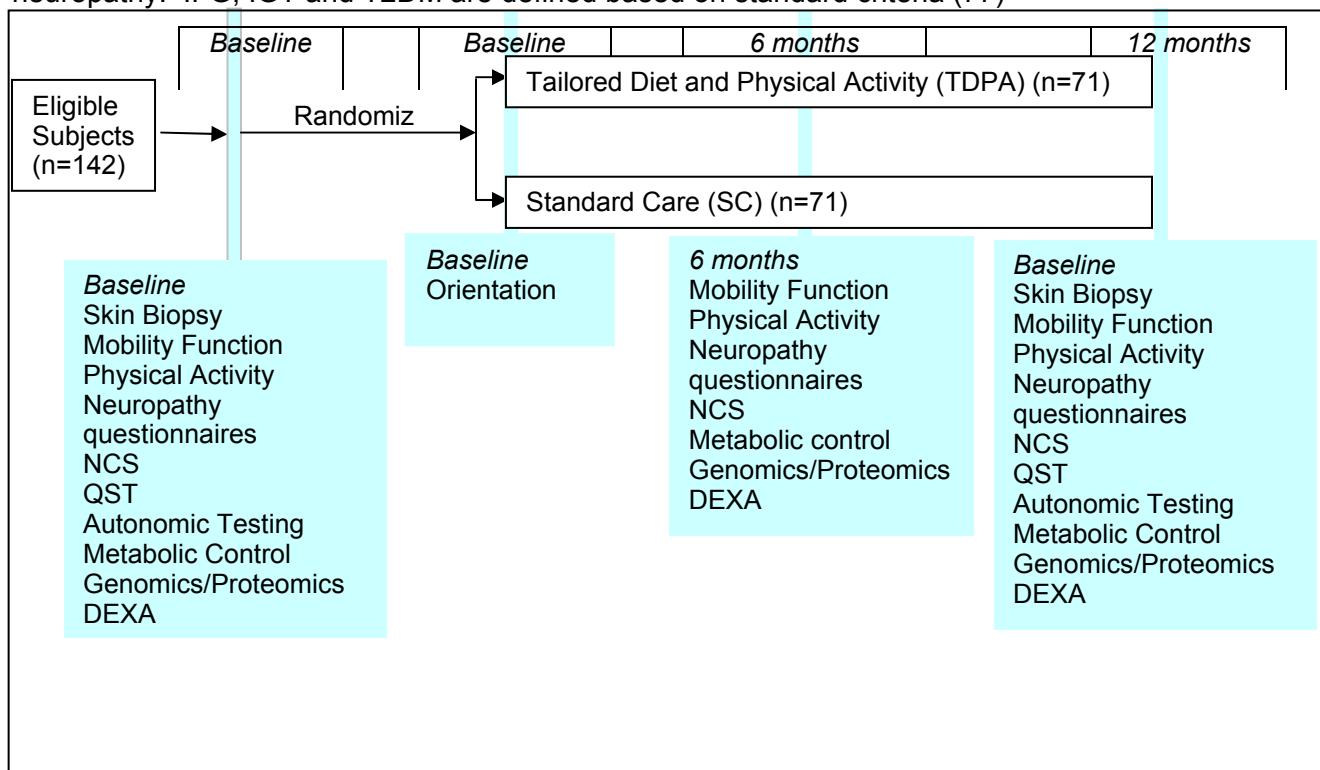 neuropathy. IFG, IGT and T2DM are defined based on standard criteria
Baseline
Baseline
6 months
12 months
Tailored Diet and Physical Activity (TDPA) (n=71)
Eligible
Subjects
(n=142)
Randomiz
Standard Care (SC) (n=71)
Baseline
Skin Biopsy
Mobility Function
Physical Activity
Neuropathy
questionnaires
NCS
QST
Autonomic Testing
Metabolic Control
Genomics/Proteomics
DEXA
Baseline
Orientation
6 months
Mobility Function
Physical Activity
Neuropathy
questionnaires
NCS
Metabolic control
Genomics/Proteomics
DEXA
Baseline
Skin Biopsy
Mobility Function
Physical Activity
Neuropathy
questionnaires
NCS
QST
Autonomic Testing
Metabolic Control
Genomics/Proteomics
DEXA